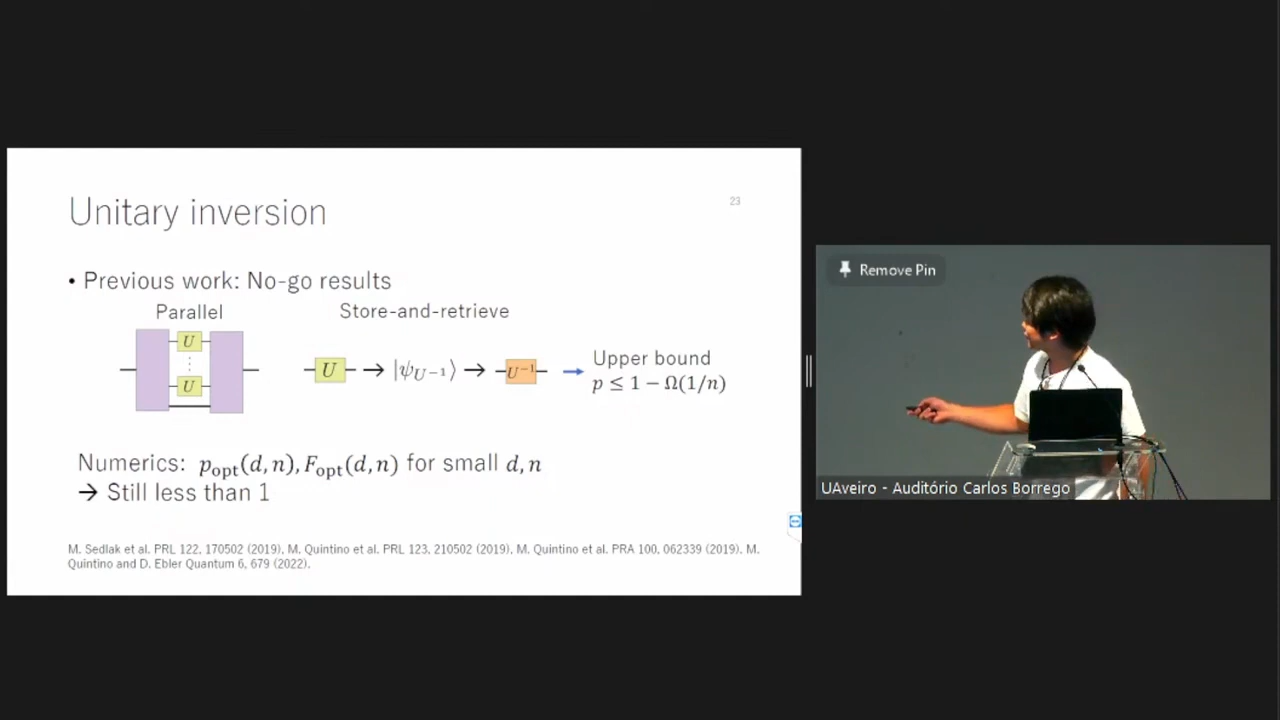 Unitary inversion
23
• Previous work: No-go results
Parallel
Store-and-retrieve
U
⋮
U
U → |ψ_{U−1}⟩ → U⁻¹
Upper bound
p ≤ 1 − Ω(1/n)
Numerics: p_opt(d, n), F_opt(d, n) for small d, n
→ Still less than 1
M. Sedlak et al. PRL 122, 170502 (2019), M. Quintino et al. PRL 123, 210502 (2019), M. Quintino et al. PRA 100, 062339 (2019). M.
Quintino and D. Ebler Quantum 6, 679 (2022).
Remove Pin
UAveiro - Auditório Carlos Borrego